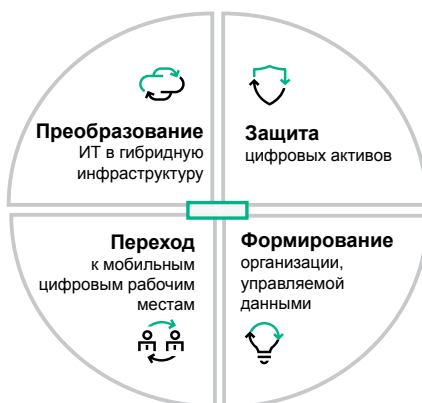 Преобразование
ИТ в гибридную
инфраструктуру
Защита
цифровых активов
Переход
к мобильным
цифровым рабочим
местам
Формирование
организации,
управляемой
данными